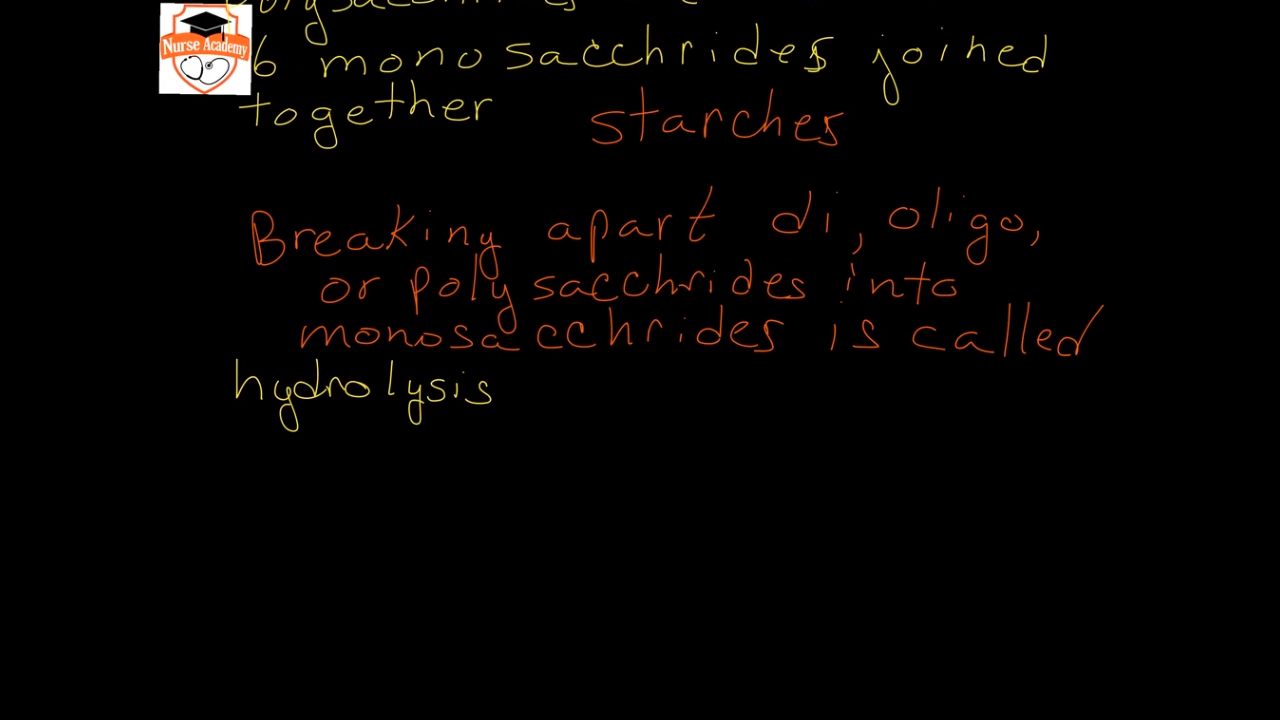 Nurse Academy
6 monosacchrides joined
together
starches
Breaking apart di, oligo,
or polysacchrides into
monosacchrides is called
hydrolysis